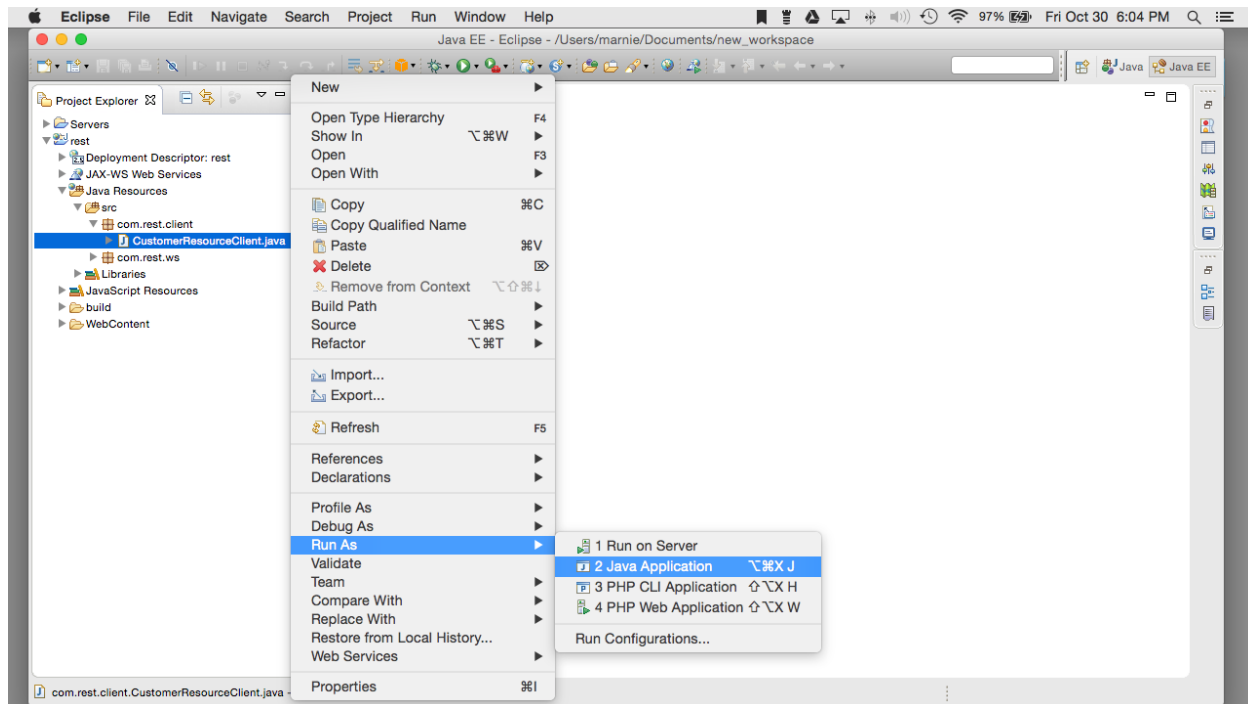 Eclipse File Edit Navigate Search Project Run Window Help 97% Fri Oct 30 6:04 PM
Java EE - Eclipse - /Users/marnie/Documents/new_workspace
Java Java EE
Project Explorer
Servers
rest
Deployment Descriptor: rest
JAX-WS Web Services
Java Resources
src
com.rest.client
CustomerResourceClient.java
com.rest.ws
Libraries
JavaScript Resources
build
WebContent
New
Open Type Hierarchy F4
Show In ⌥⌘W
Open F3
Open With
Copy ⌘C
Copy Qualified Name
Paste ⌘V
Delete ⌦
Remove from Context ⌥⇧⌘↓
Build Path
Source ⌥⌘S
Refactor ⌥⌘T
Import...
Export...
Refresh F5
References
Declarations
Profile As
Debug As
Run As
Validate
Team
Compare With
Replace With
Restore from Local History...
Web Services
Properties ⌘I
1 Run on Server
2 Java Application ⌥⌘X J
3 PHP CLI Application ⇧⌥X H
4 PHP Web Application ⇧⌥X W
Run Configurations...
com.rest.client.CustomerResourceClient.java -